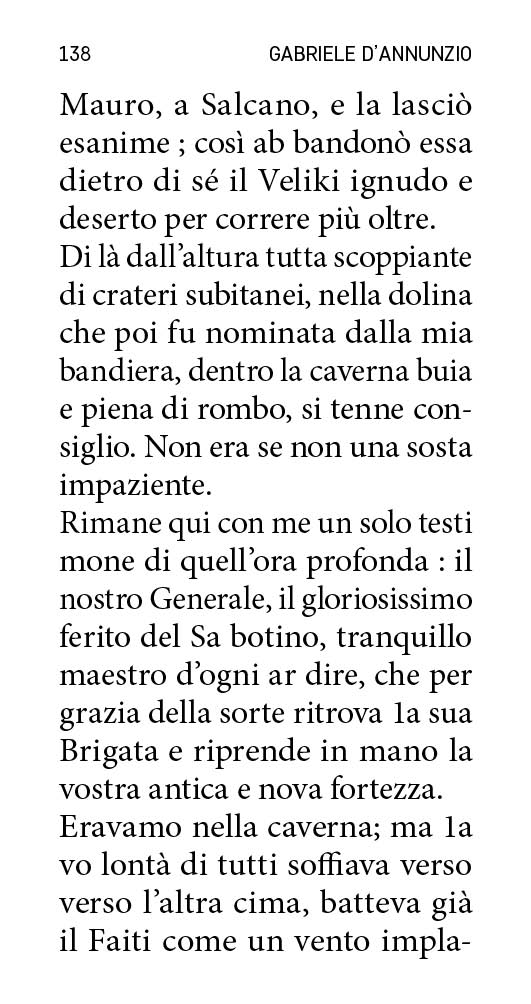 138 GABRIELE D’ANNUNZIO
Mauro, a Salcano, e la lasciò
esanime ; così ab bandonò essa
dietro di sé il Veliki ignudo e
deserto per correre più oltre.
Di là dall’altura tutta scoppiante
di crateri subitanei, nella dolina
che poi fu nominata dalla mia
bandiera, dentro la caverna buia
e piena di rombo, si tenne con-
siglio. Non era se non una sosta
impaziente.
Rimane qui con me un solo testi
mone di quell’ora profonda : il
nostro Generale, il gloriosissimo
ferito del Sa botino, tranquillo
maestro d’ogni ar dire, che per
grazia della sorte ritrova 1a sua
Brigata e riprende in mano la
vostra antica e nova fortezza.
Eravamo nella caverna; ma 1a
vo lontà di tutti soffiava verso
verso l’altra cima, batteva già
il Faiti come un vento impla-